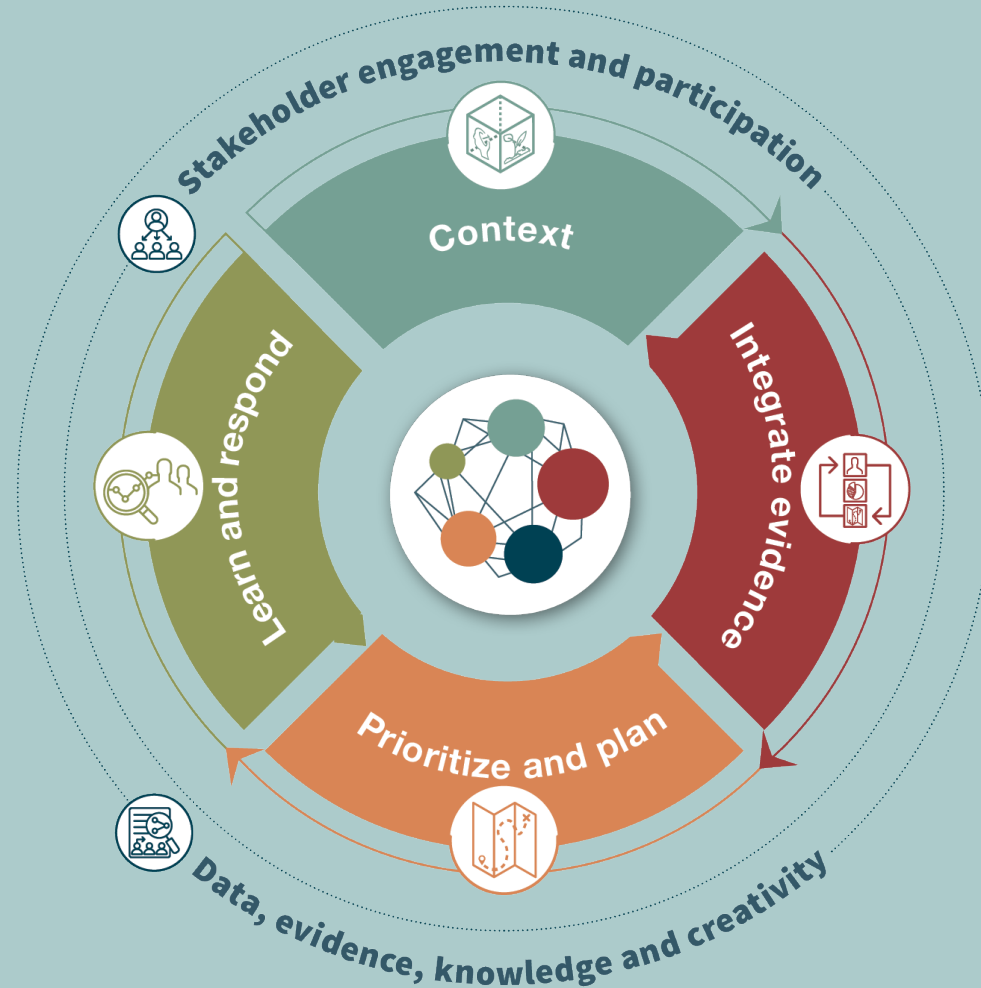 Stakeholder engagement and participation
Context
Integrate evidence
Prioritize and plan
Learn and respond
Data, evidence, knowledge and creativity